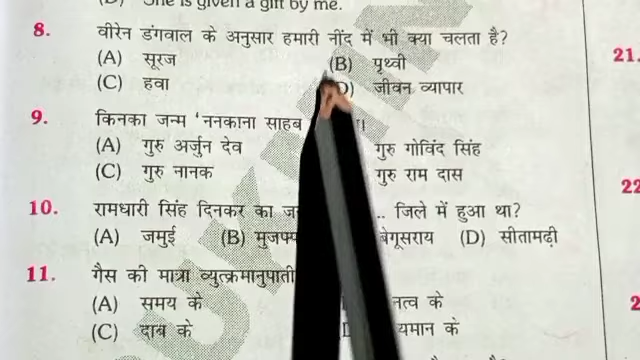 (D) She is given a gift by me.
8. वीरेन डंगवाल के अनुसार हमारी नींद में भी क्या चलता है?
(A) सूरज (B) पृथ्वी
(C) हवा D) जीवन व्यापार
9. किनका जन्म 'ननकाना साहब
(A) गुरु अर्जुन देव गुरु गोविंद सिंह
(C) गुरु नानक गुरु राम दास
10. रामधारी सिंह दिनकर का .. जिले में हुआ था?
(A) जमुई (B) बेगूसराय (D) सीतामढ़ी
11. गैस की मात्रा व्युत्क्रमानुपाती
(A) समय के नत्व के
(C) दाब के यमान के
21.
22
2